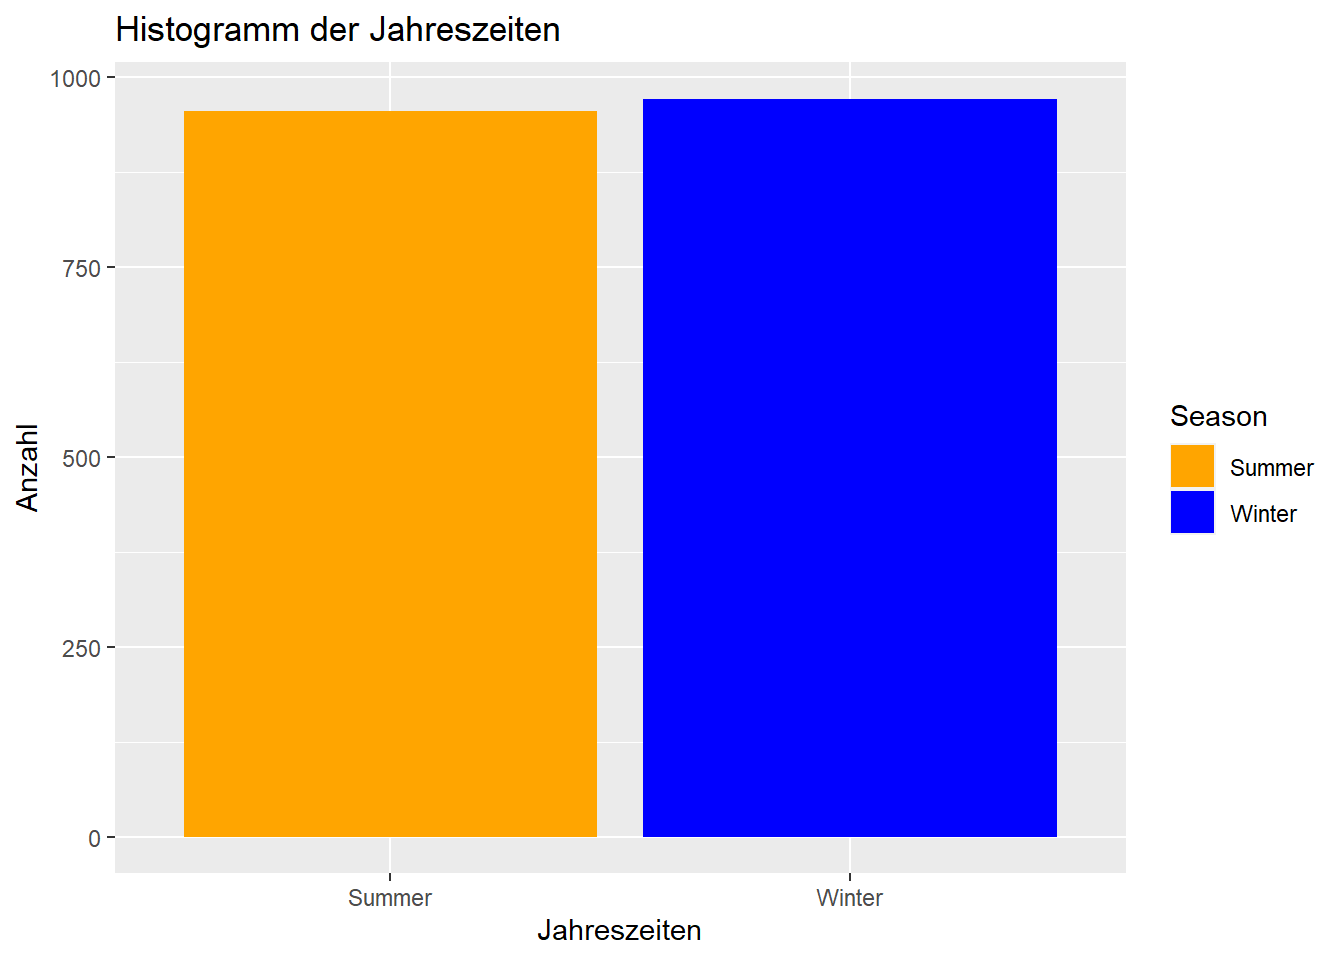 Histogramm der Jahreszeiten
1000
750
500
250
0
Anzahl
Summer
Winter
Jahreszeiten
Season
Summer
Winter